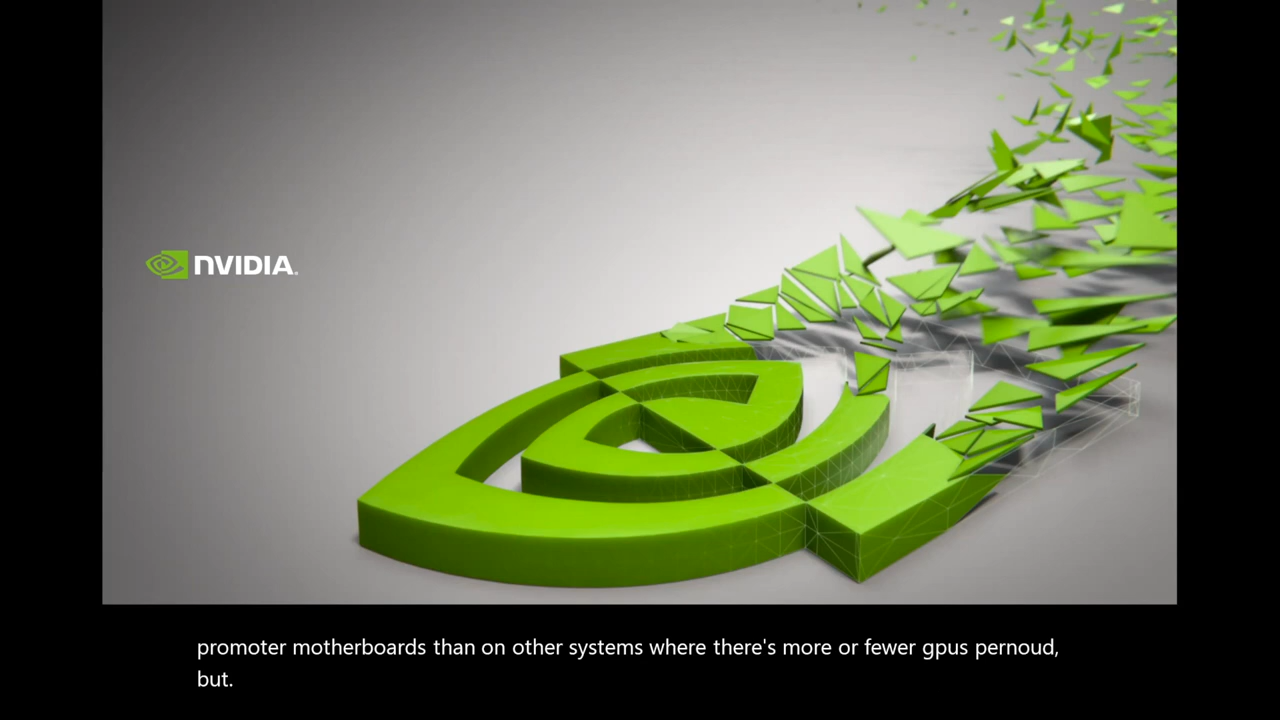 NVIDIA.
promoter motherboards than on other systems where there's more or fewer gpus pernoud,
but.